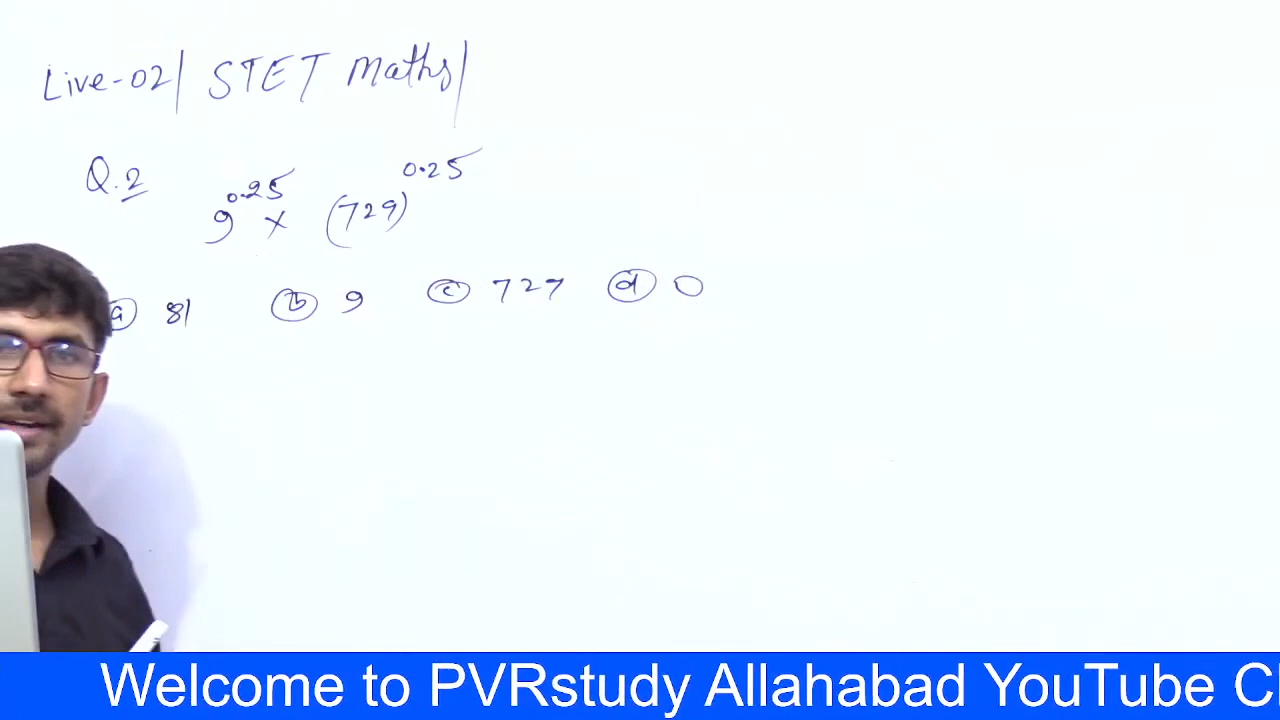 Live-02| STET Maths|
Q.2 9^0.25 × (729)^0.25
(a) 81 (b) 9 (c) 727 (d) 0
Welcome to PVRstudy Allahabad YouTube